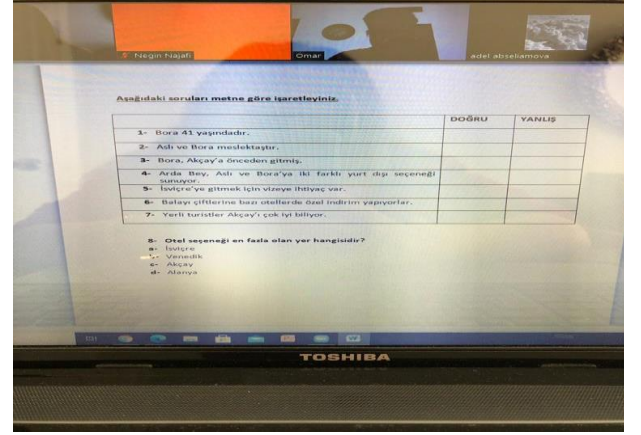 Negin Najafi
Omar
adel abseliamova
Aşağıdaki soruları metne göre işaretleyiniz.
DOĞRU YANLIŞ
1- Bora 41 yaşındadır.
2- Aslı ve Bora meslektaştır.
3- Bora, Akçay'a önceden gitmiş.
4- Arda Bey, Aslı ve Bora'ya iki farklı yurt dışı seçeneği
sunuyor.
5- İsviçre'ye gitmek için vizeye ihtiyaç var.
6- Balayı çiftlerine bazı otellerde özel indirim yapıyorlar.
7- Yerli turistler Akçay'ı çok iyi biliyor.
8- Otel seçeneği en fasla olan yer hangisidir?
a- İsviçre
b- Venedik
c- Akçay
d- Alanya
TOSHIBA